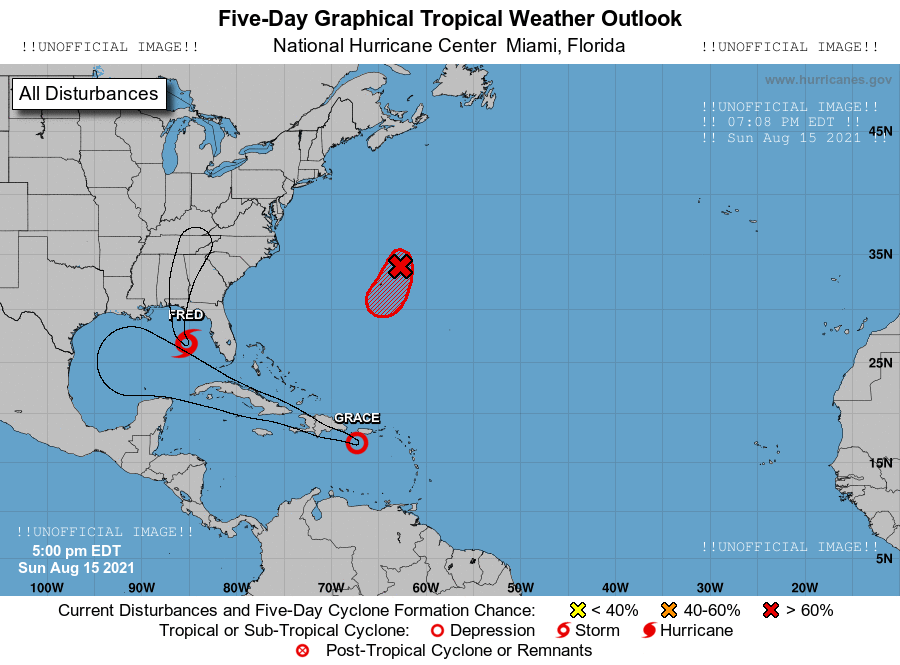 Five-Day Graphical Tropical Weather Outlook
!!UNOFFICIAL IMAGE!! National Hurricane Center Miami, Florida !!UNOFFICIAL IMAGE!!
www.hurricanes.gov
All Disturbances
!!UNOFFICIAL IMAGE!!
!! 07:08 PM EDT !!
!! Sun Aug 15 2021 !!
45N
35N
FRED
25N
GRACE
15N
!!UNOFFICIAL IMAGE!!
!!UNOFFICIAL IMAGE!!
5:00 pm EDT
5N
Sun Aug 15 2021
100W 90W 80W 70W 60W 50W 40W 30W 20W
Current Disturbances and Five-Day Cyclone Formation Chance: < 40% 40-60% > 60%
Tropical or Sub-Tropical Cyclone: Depression Storm Hurricane
Post-Tropical Cyclone or Remnants